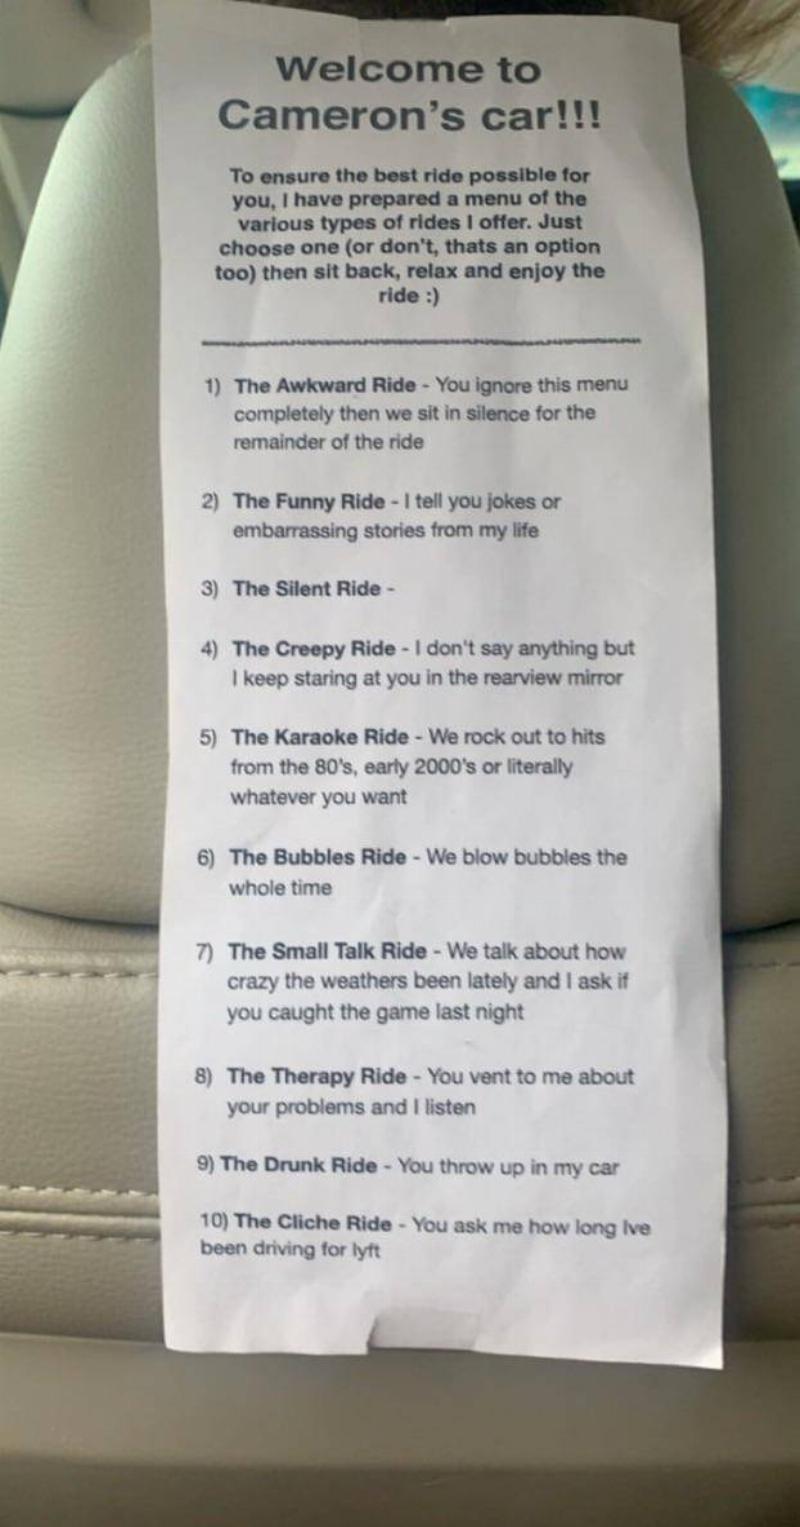 Welcome to
Cameron's car!!!
To ensure the best ride possible for
you, I have prepared a menu of the
various types of rides I offer. Just
choose one (or don't, thats an option
too) then sit back, relax and enjoy the
ride :)
1) The Awkward Ride - You ignore this menu
completely then we sit in silence for the
remainder of the ride
2) The Funny Ride - I tell you jokes or
embarrassing stories from my life
3) The Silent Ride -
4) The Creepy Ride - I don't say anything but
I keep staring at you in the rearview mirror
5) The Karaoke Ride - We rock out to hits
from the 80's, early 2000's or literally
whatever you want
6) The Bubbles Ride - We blow bubbles the
whole time
7) The Small Talk Ride - We talk about how
crazy the weathers been lately and I ask if
you caught the game last night
8) The Therapy Ride - You vent to me about
your problems and I listen
9) The Drunk Ride - You throw up in my car
10) The Cliche Ride - You ask me how long Ive
been driving for lyft